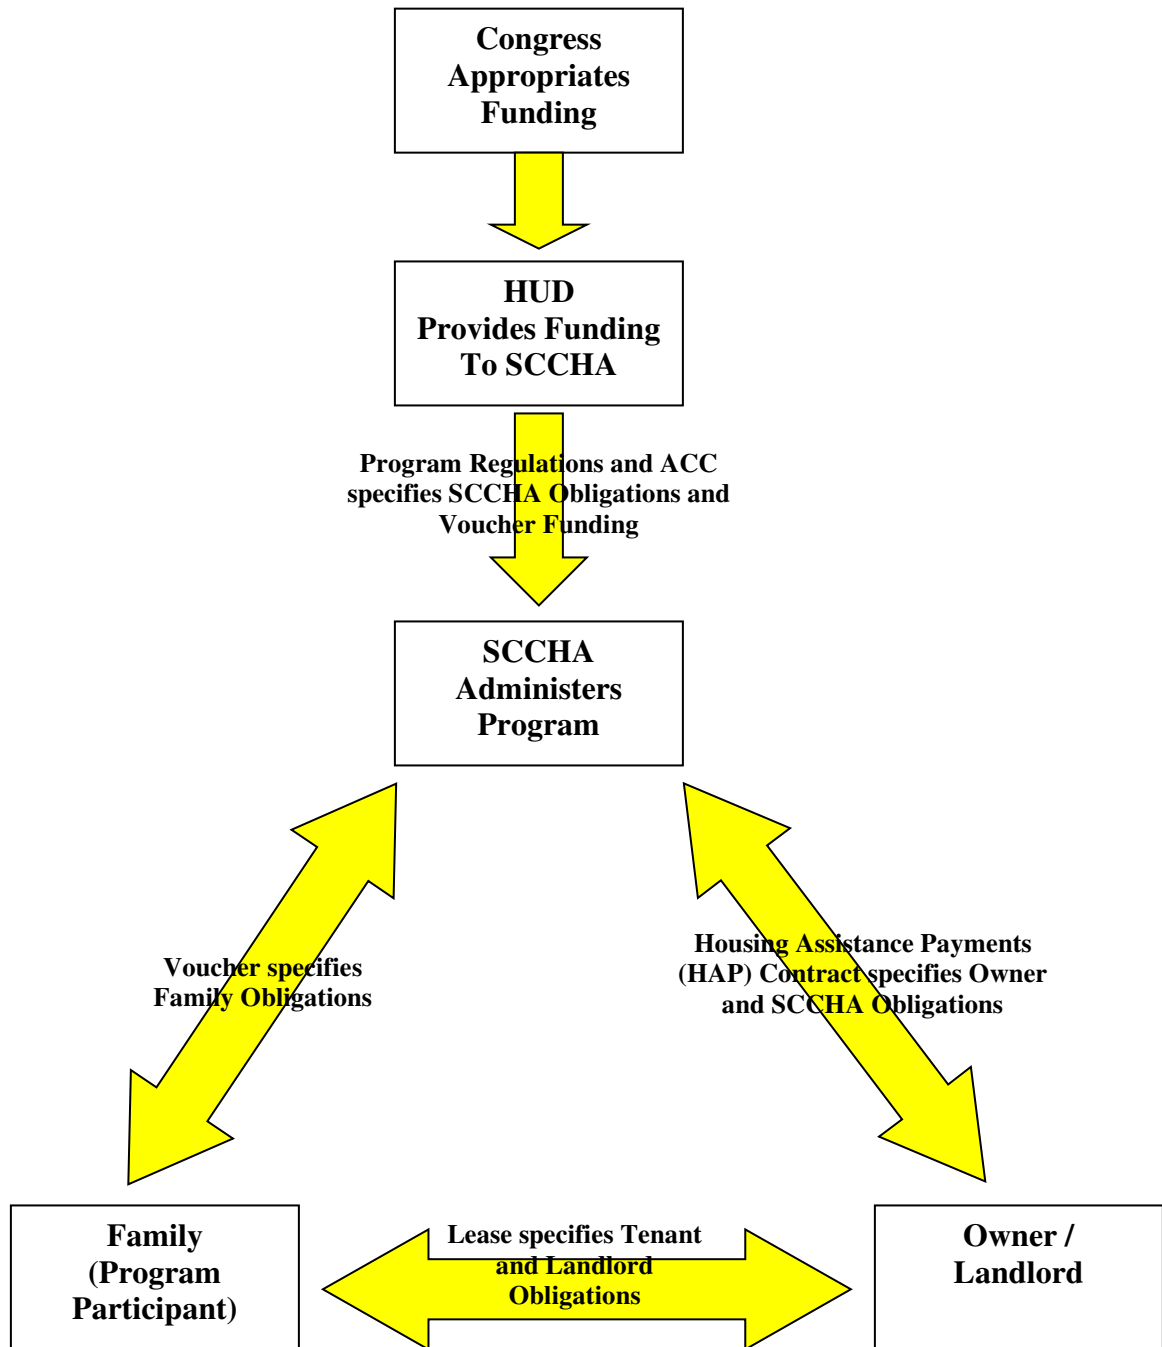 Congress
Appropriates
Funding
HUD
Provides Funding
To SCCHA
Program Regulations and ACC
specifies SCCHA Obligations and
Voucher Funding
SCCHA
Administers
Program
Voucher specifies
Family Obligations
Housing Assistance Payments
(HAP) Contract specifies Owner
and SCCHA Obligations
Family
(Program
Participant)
Lease specifies Tenant
and Landlord
Obligations
Owner /
Landlord